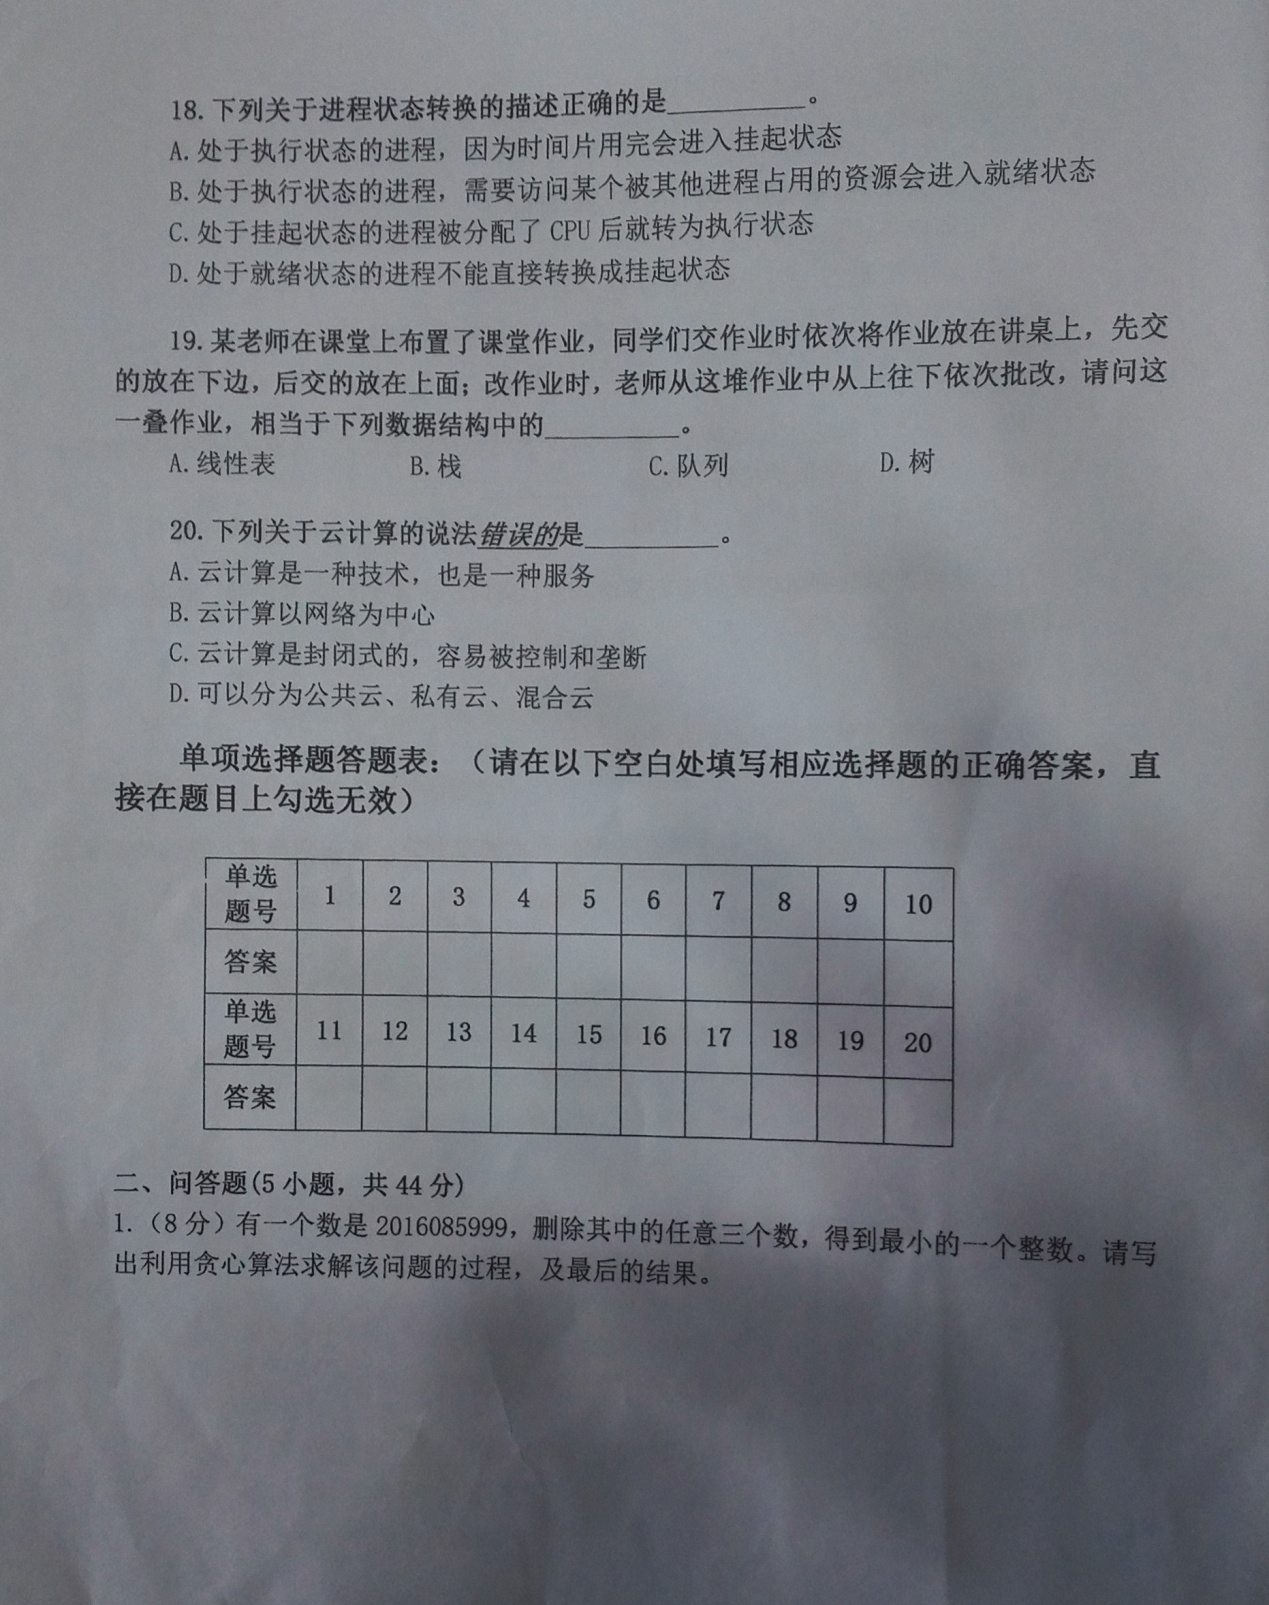 18. 下列关于进程状态转换的描述正确的是__________。
A. 处于执行状态的进程，因为时间片用完会进入挂起状态
B. 处于执行状态的进程，需要访问某个被其他进程占用的资源会进入就绪状态
C. 处于挂起状态的进程被分配了 CPU 后就转为执行状态
D. 处于就绪状态的进程不能直接转换成挂起状态
19. 某老师在课堂上布置了课堂作业，同学们交作业时依次将作业放在讲桌上，先交
的放在下边，后交的放在上面；改作业时，老师从这堆作业中从上往下依次批改，请问这
一叠作业，相当于下列数据结构中的__________。
A. 线性表 B. 栈 C. 队列 D. 树
20. 下列关于云计算的说法错误的是__________。
A. 云计算是一种技术，也是一种服务
B. 云计算以网络为中心
C. 云计算是封闭式的，容易被控制和垄断
D. 可以分为公共云、私有云、混合云
单项选择题答题表：（请在以下空白处填写相应选择题的正确答案，直
接在题目上勾选无效）
单选
题号 1 2 3 4 5 6 7 8 9 10
答案
单选
题号 11 12 13 14 15 16 17 18 19 20
答案
二、问答题(5 小题，共 44 分)
1.（8 分）有一个数是 2016085999，删除其中的任意三个数，得到最小的一个整数。请写
出利用贪心算法求解该问题的过程，及最后的结果。